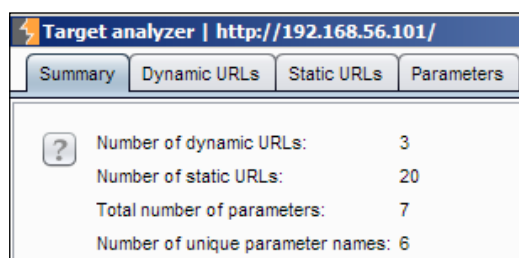 Target analyzer | http://192.168.56.101/
Summary Dynamic URLs Static URLs Parameters
? Number of dynamic URLs: 3
Number of static URLs: 20
Total number of parameters: 7
Number of unique parameter names: 6